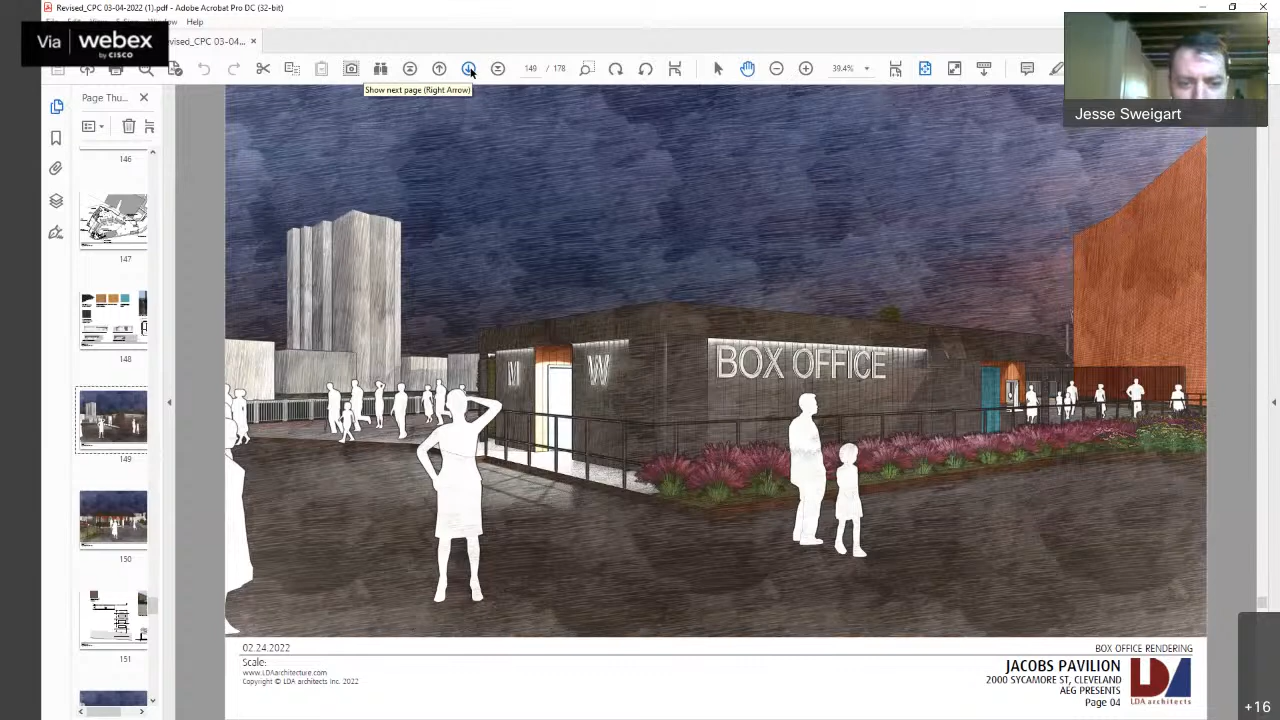 Revised_CPC 03-04-2022 (1).pdf - Adobe Acrobat Pro DC (32-bit)
Help
Via webex
by CISCO
vised_CPC 03-04... ×
149 / 178
Show next page (Right Arrow)
Page Thu...
Jesse Sweigart
146
147
148
149
150
151
W
BOX OFFICE
02.24.2022
BOX OFFICE RENDERING
Scale:
www.LDAarchitecture.com
Copyright © LDA architects Inc. 2022
JACOBS PAVILION
2000 SYCAMORE ST, CLEVELAND
AEG PRESENTS
Page 04
LDA architects
+16